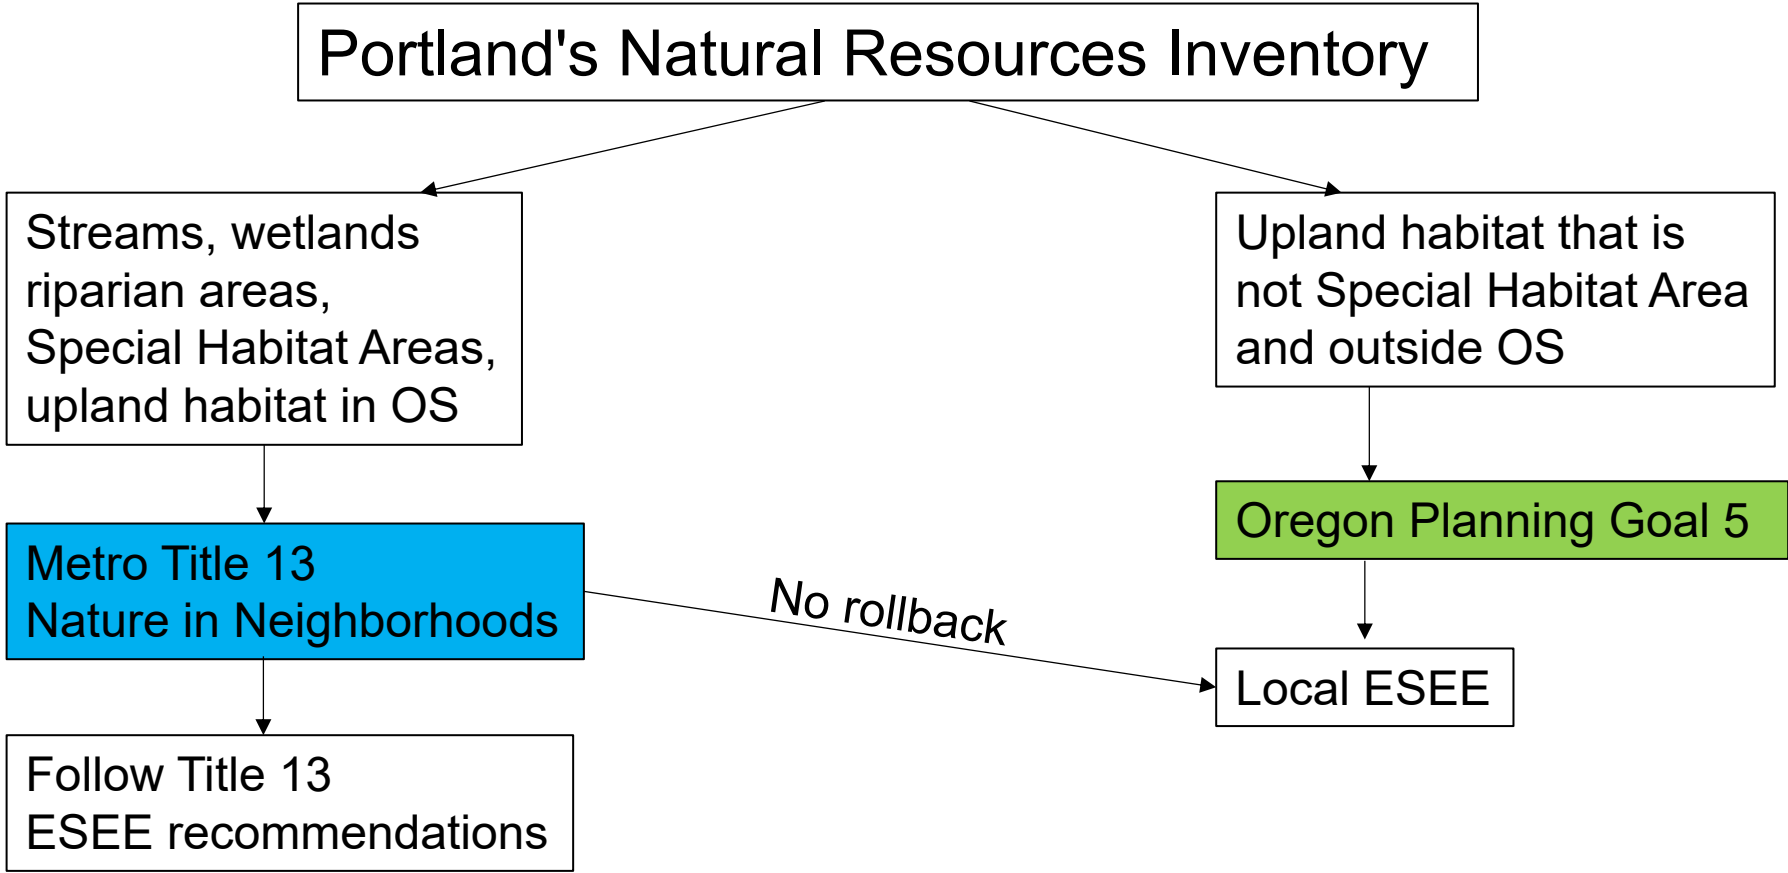 Portland's Natural Resources Inventory
Streams, wetlands
riparian areas,
Special Habitat Areas,
upland habitat in OS
Upland habitat that is
not Special Habitat Area
and outside OS
Metro Title 13
Nature in Neighborhoods
No rollback
Oregon Planning Goal 5
Local ESEE
Follow Title 13
ESEE recommendations